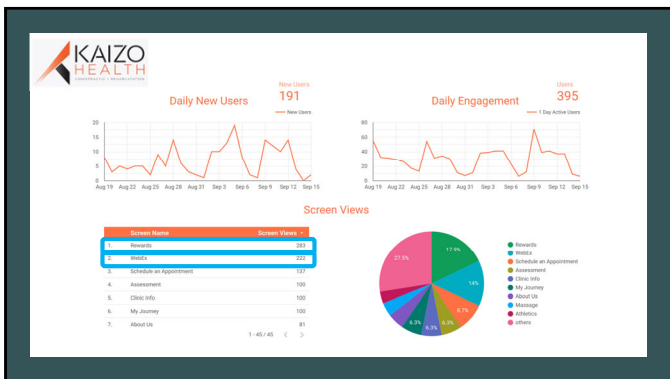 KAIZO
HEALTH
CHIROPRACTIC | REHABILITATION
Daily New Users
New Users
191
New Users
20
15
10
5
0
Aug 19 Aug 22 Aug 25 Aug 28 Aug 31 Sep 3 Sep 6 Sep 9 Sep 12 Sep 15
Daily Engagement
Users
395
1 Day Active Users
80
60
40
20
0
Aug 19 Aug 22 Aug 25 Aug 28 Aug 31 Sep 3 Sep 6 Sep 9 Sep 12 Sep 15
Screen Views
Screen Name Screen Views
1. Rewards 283
2. WebEx 222
3. Schedule an Appointment 137
4. Assessment 100
5. Clinic Info 100
6. My Journey 100
7. About Us 81
1 - 45 / 45 < >
17.9%
14%
8.7%
6.3%
6.3%
6.3%
27.5%
Rewards
WebEx
Schedule an Appointment
Assessment
Clinic Info
My Journey
About Us
Massage
Athletics
others